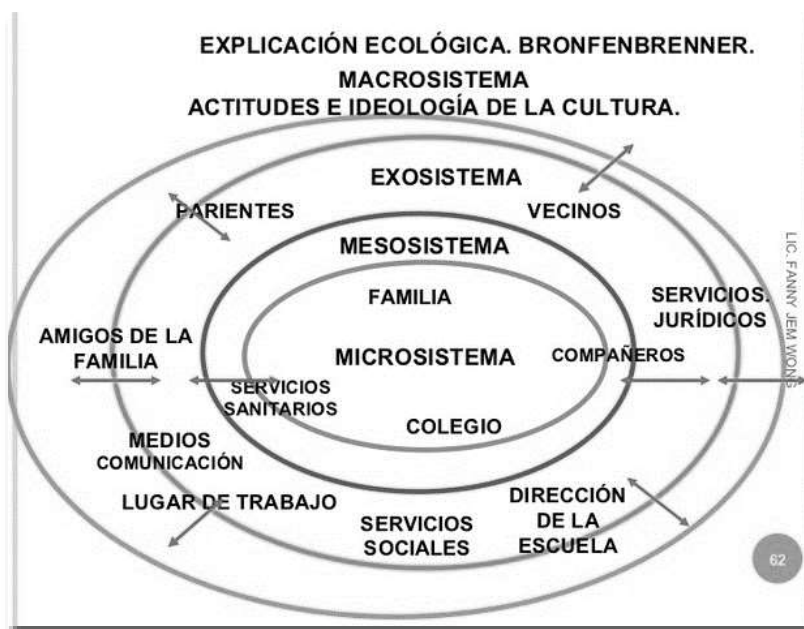 EXPLICACIÓN ECOLÓGICA. BRONFENBRENNER.
MACROSISTEMA
ACTITUDES E IDEOLOGÍA DE LA CULTURA.
EXOSISTEMA
PARIENTES
VECINOS
MESOSISTEMA
FAMILIA
SERVICIOS.
JURÍDICOS
AMIGOS DE LA
FAMILIA
MICROSISTEMA
COMPAÑEROS
SERVICIOS
SANITARIOS
COLEGIO
MEDIOS
COMUNICACIÓN
LUGAR DE TRABAJO
SERVICIOS
SOCIALES
DIRECCIÓN
DE LA
ESCUELA
LIC. FANNY JEM WONG
62